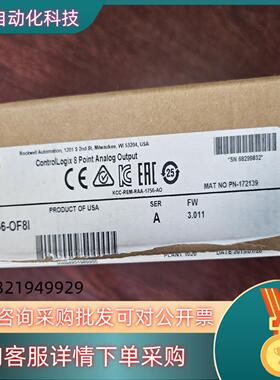 自动化科技
Rockwell Automation, 1201 S 2nd St, Milwaukee, WI 53204, USA
ControlLogix 8 Point Analog Output
*SN 68299832*
25
KCC-REM-RAA-1756-AO
MAT NO PN-172139
PRODUCT OF USA
SER
FW
6-OF8I
A
3.011
821949929
咨询采购批发可对公开票
客服详情下单采购